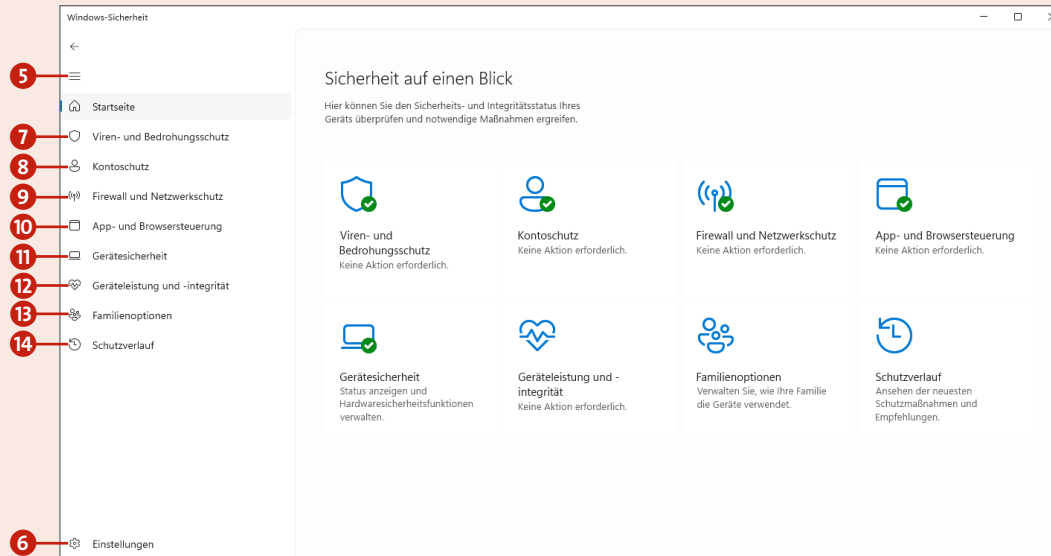 Windows-Sicherheit
5
Startseite
7 Viren- und Bedrohungsschutz
8 Kontoschutz
9 Firewall und Netzwerkschutz
10 App- und Browsersteuerung
11 Gerätesicherheit
12 Geräteleistung und -integrität
13 Familienoptionen
14 Schutzverlauf
6 Einstellungen
Sicherheit auf einen Blick
Hier können Sie den Sicherheits- und Integritätsstatus Ihres
Geräts überprüfen und notwendige Maßnahmen ergreifen.
Viren- und
Bedrohungsschutz
Keine Aktion erforderlich.
Kontoschutz
Keine Aktion erforderlich.
Firewall und Netzwerkschutz
Keine Aktion erforderlich.
App- und Browsersteuerung
Keine Aktion erforderlich.
Gerätesicherheit
Status anzeigen und
Hardwaresicherheitsfunktionen
verwalten.
Geräteleistung und -
integrität
Keine Aktion erforderlich.
Familienoptionen
Verwalten Sie, wie Ihre Familie
die Geräte verwendet.
Schutzverlauf
Ansehen der neuesten
Schutzmaßnahmen und
Empfehlungen.